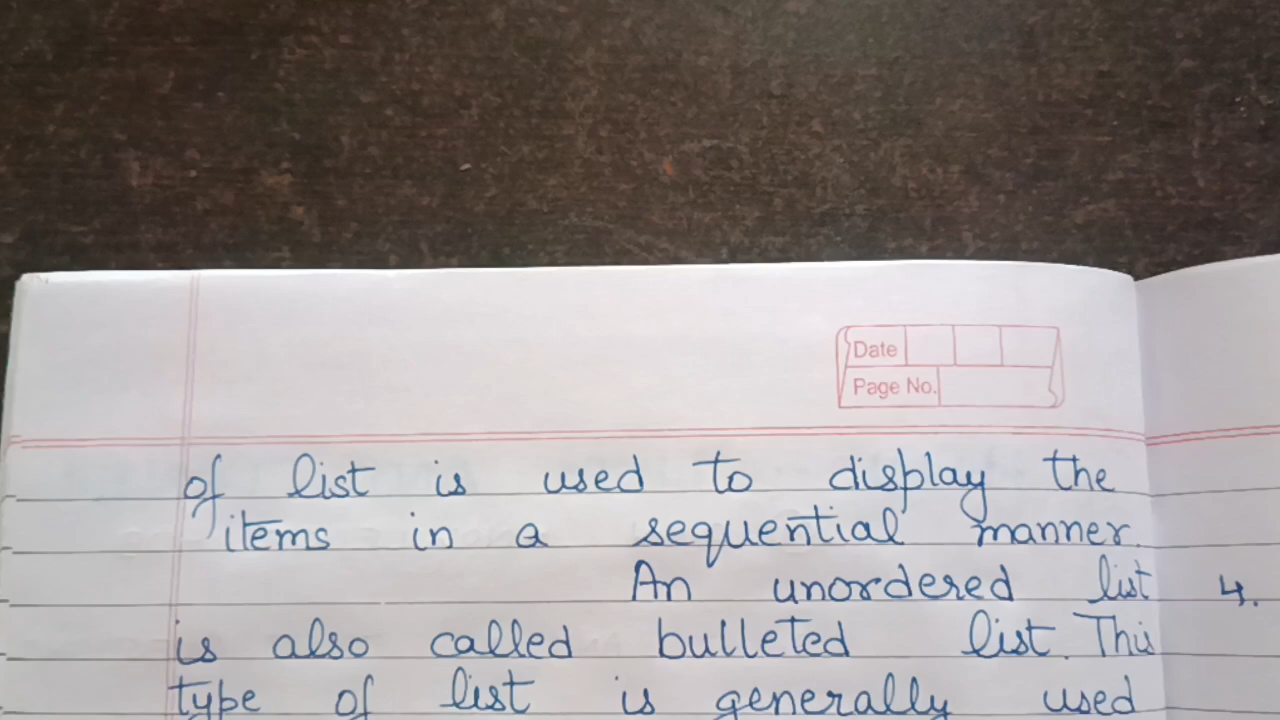 Date
Page No.
of list is used to display the
items in a sequential manner.
An unordered list
is also called bulleted list. This
type of list is generally used
4.